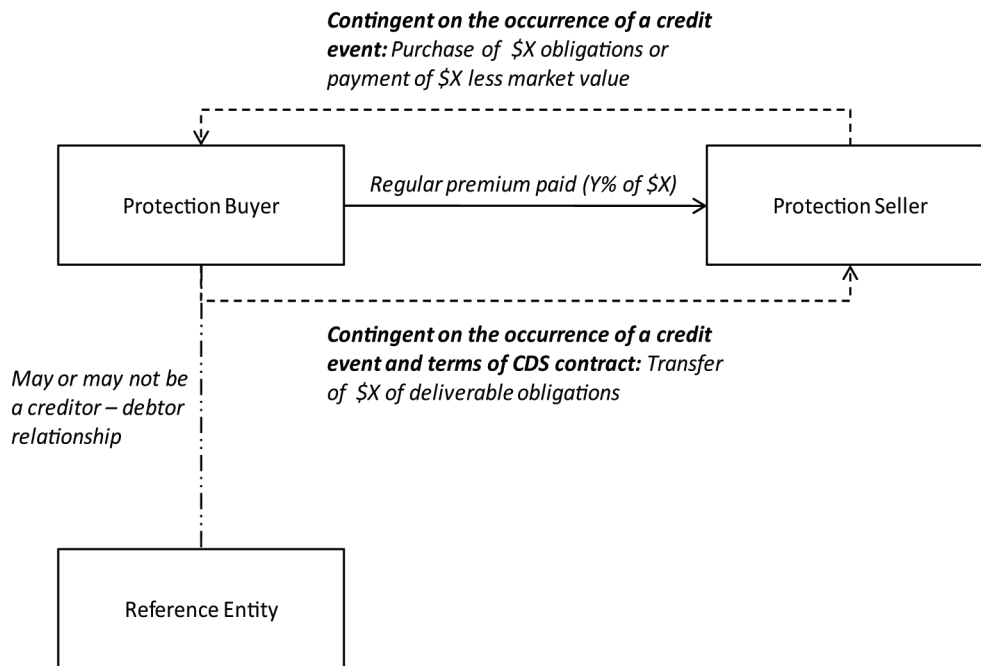 Contingent on the occurrence of a credit
event: Purchase of $X obligations or
payment of $X less market value
Protection Buyer
Regular premium paid (Y% of $X)
Protection Seller
Contingent on the occurrence of a credit
event and terms of CDS contract: Transfer
of $X of deliverable obligations
May or may not be
a creditor – debtor
relationship
Reference Entity